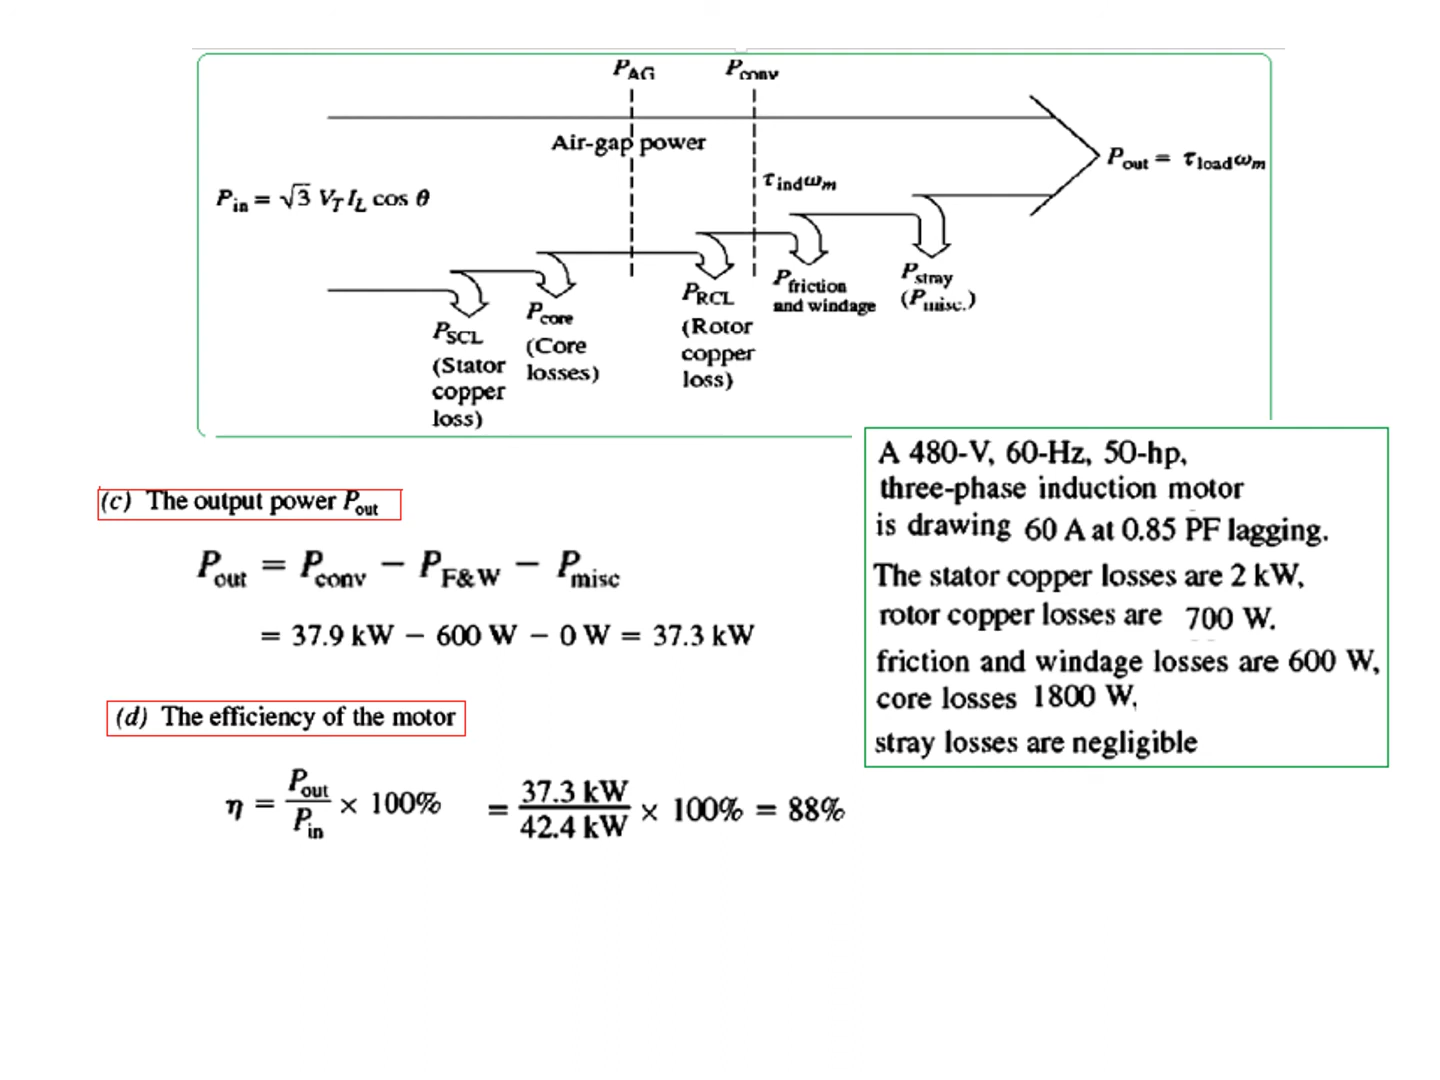 P_AG P_conv
Air-gap power
P_out = τ_load ω_m
τ_ind ω_m
P_in = √3 V_T I_L cos θ
P_SCL
(Stator
copper
loss)
P_core
(Core
losses)
P_RCL
(Rotor
copper
loss)
P_friction
and windage
P_stray
(P_misc.)
A 480-V, 60-Hz, 50-hp,
three-phase induction motor
is drawing 60 A at 0.85 PF lagging.
The stator copper losses are 2 kW,
rotor copper losses are 700 W.
friction and windage losses are 600 W,
core losses 1800 W,
stray losses are negligible
(c) The output power P_out
P_out = P_conv − P_F&W − P_misc
= 37.9 kW − 600 W − 0 W = 37.3 kW
(d) The efficiency of the motor
η = P_out / P_in × 100% = 37.3 kW / 42.4 kW × 100% = 88%